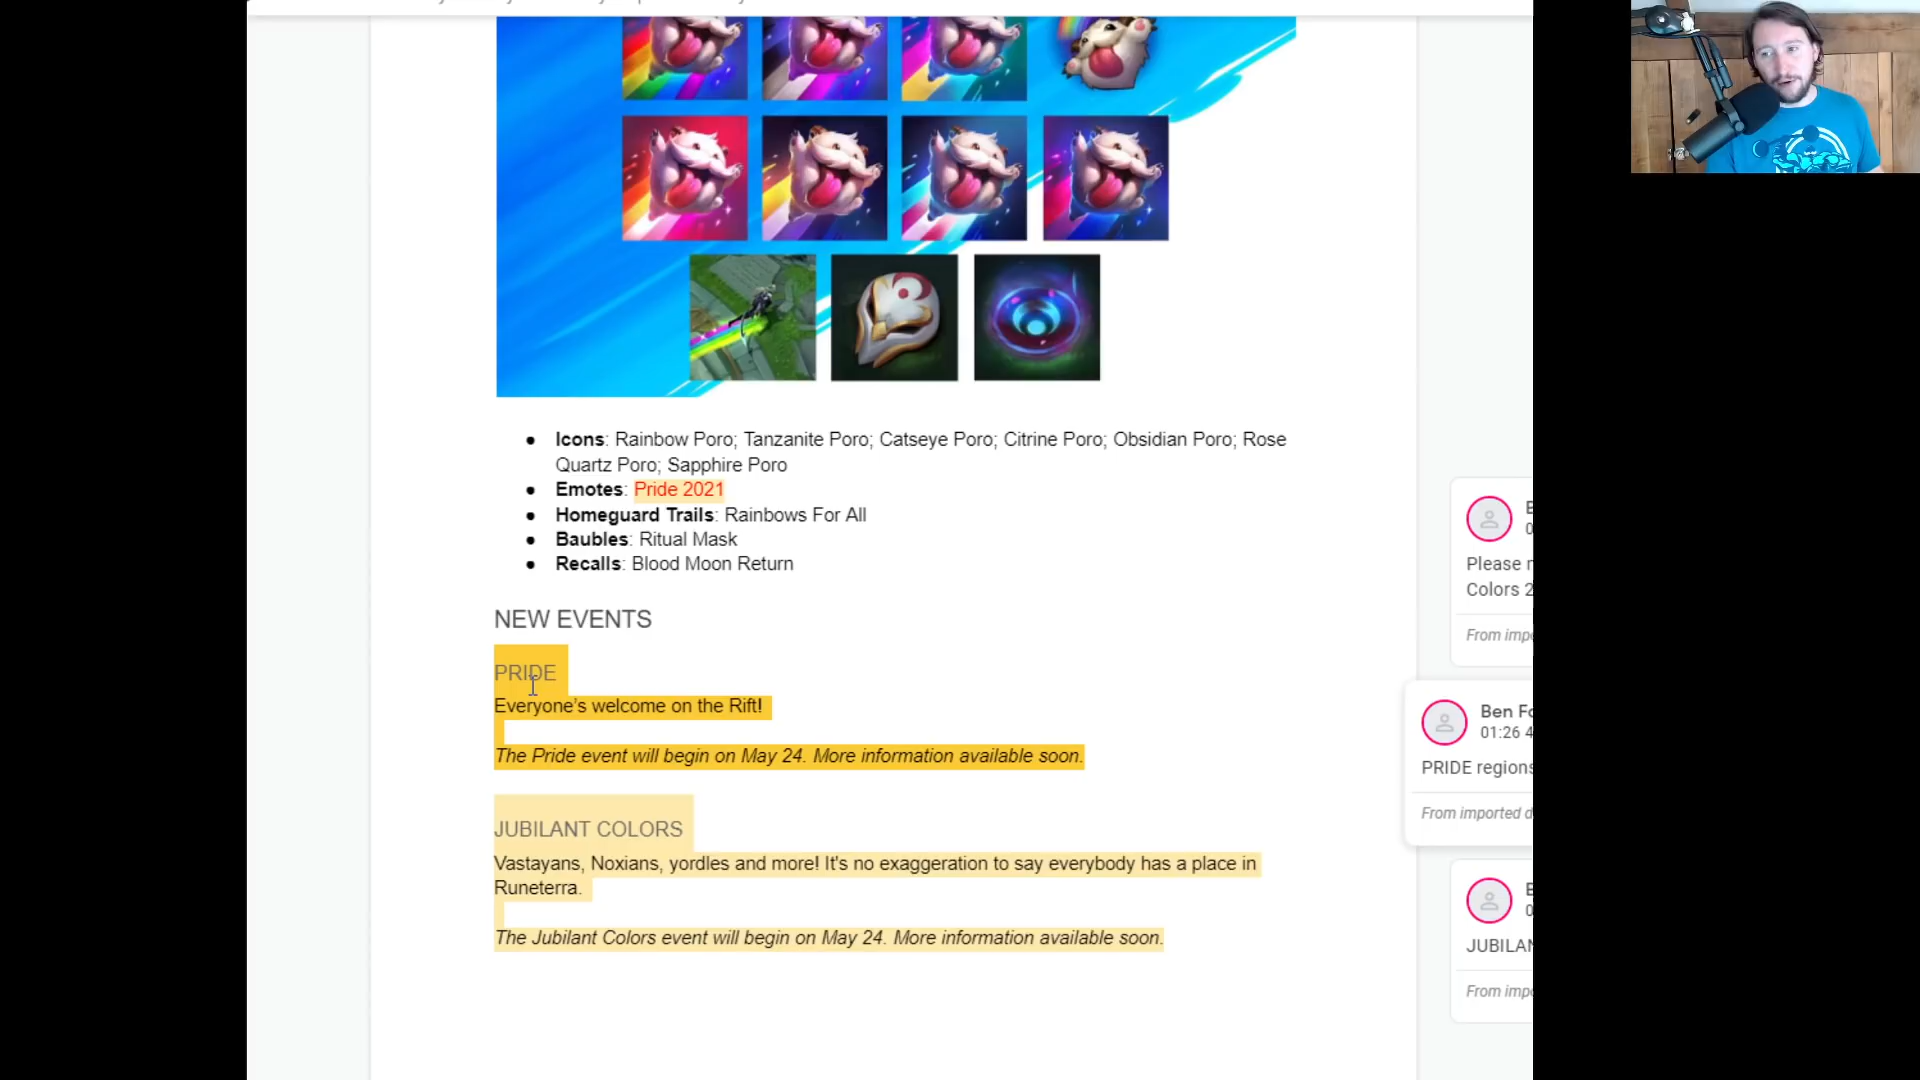 Icons: Rainbow Poro; Tanzanite Poro; Catseye Poro; Citrine Poro; Obsidian Poro; Rose
Quartz Poro; Sapphire Poro
Emotes: Pride 2021
Homeguard Trails: Rainbows For All
Baubles: Ritual Mask
Recalls: Blood Moon Return
NEW EVENTS
PRIDE
Everyone's welcome on the Rift!
The Pride event will begin on May 24. More information available soon.
JUBILANT COLORS
Vastayans, Noxians, yordles and more! It's no exaggeration to say everybody has a place in
Runeterra.
The Jubilant Colors event will begin on May 24. More information available soon.
Please
Colors 2
From
Ben
01:26 4
PRIDE regions
From imported
From